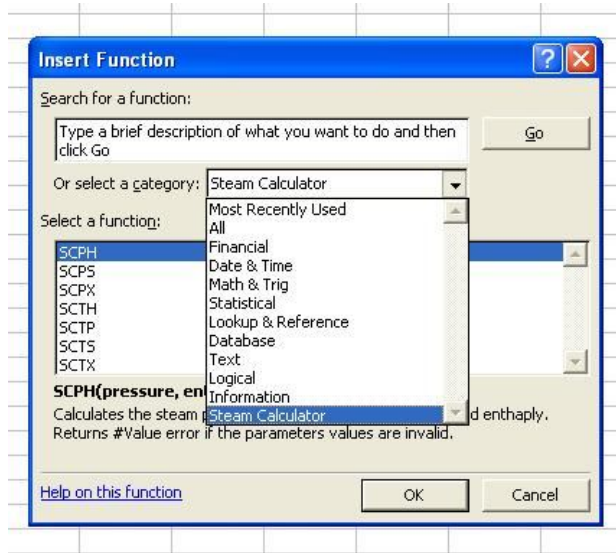 Insert Function
Search for a function:
Type a brief description of what you want to do and then
click Go
Go
Or select a category: Steam Calculator
Most Recently Used
All
Financial
Date & Time
Math & Trig
Statistical
Lookup & Reference
Database
Text
Logical
Information
Steam Calculator
Select a function:
SCPH
SCPS
SCPX
SCTH
SCTP
SCTS
SCTX
SCPH(pressure,
Calculates the steam d enthaply.
Returns #Value error if the parameters values are invalid.
Help on this function
OK
Cancel